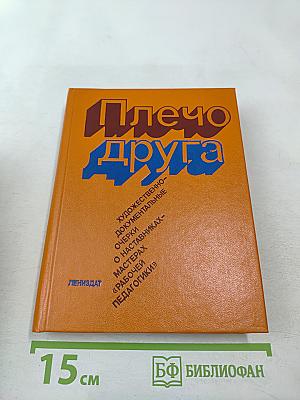 Плечо
друга
ХУДОЖЕСТВЕННО-
ДОКУМЕНТАЛЬНЫЕ
ОЧЕРКИ
О НАСТАВНИКАХ-
МАСТЕРАХ
«РАБОЧЕЙ
ПЕДАГОГИКИ»
ЛЕНИЗДАТ
15 см
БФ БИБЛИОФАН